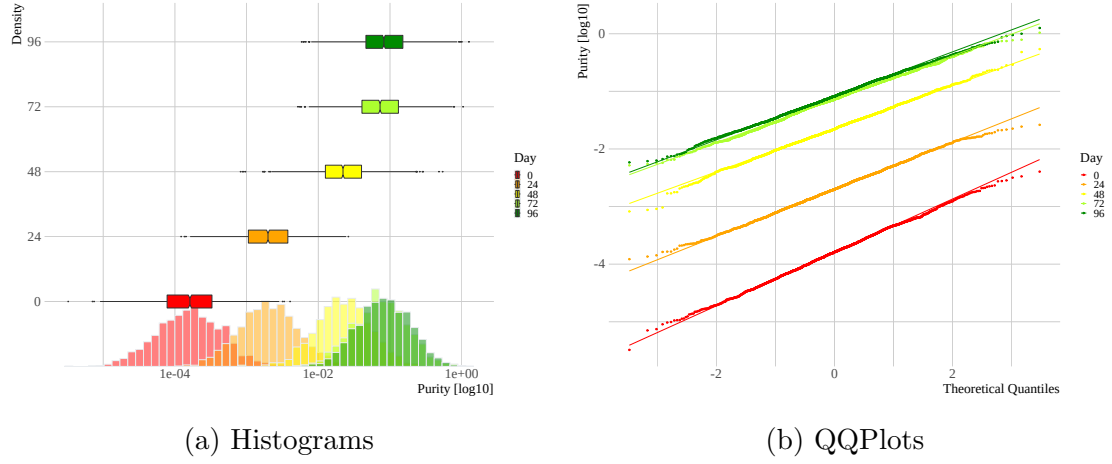 Density
96
72
48
24
0
1e-04
1e-02
1e+00
Purity [log10]
Day
0
24
48
72
96
(a) Histograms
Purity [log10]
0
-2
-4
-2
0
2
Theoretical Quantiles
Day
0
24
48
72
96
(b) QQPlots